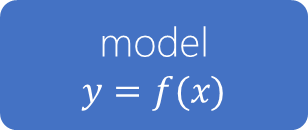 model
y = f(x)